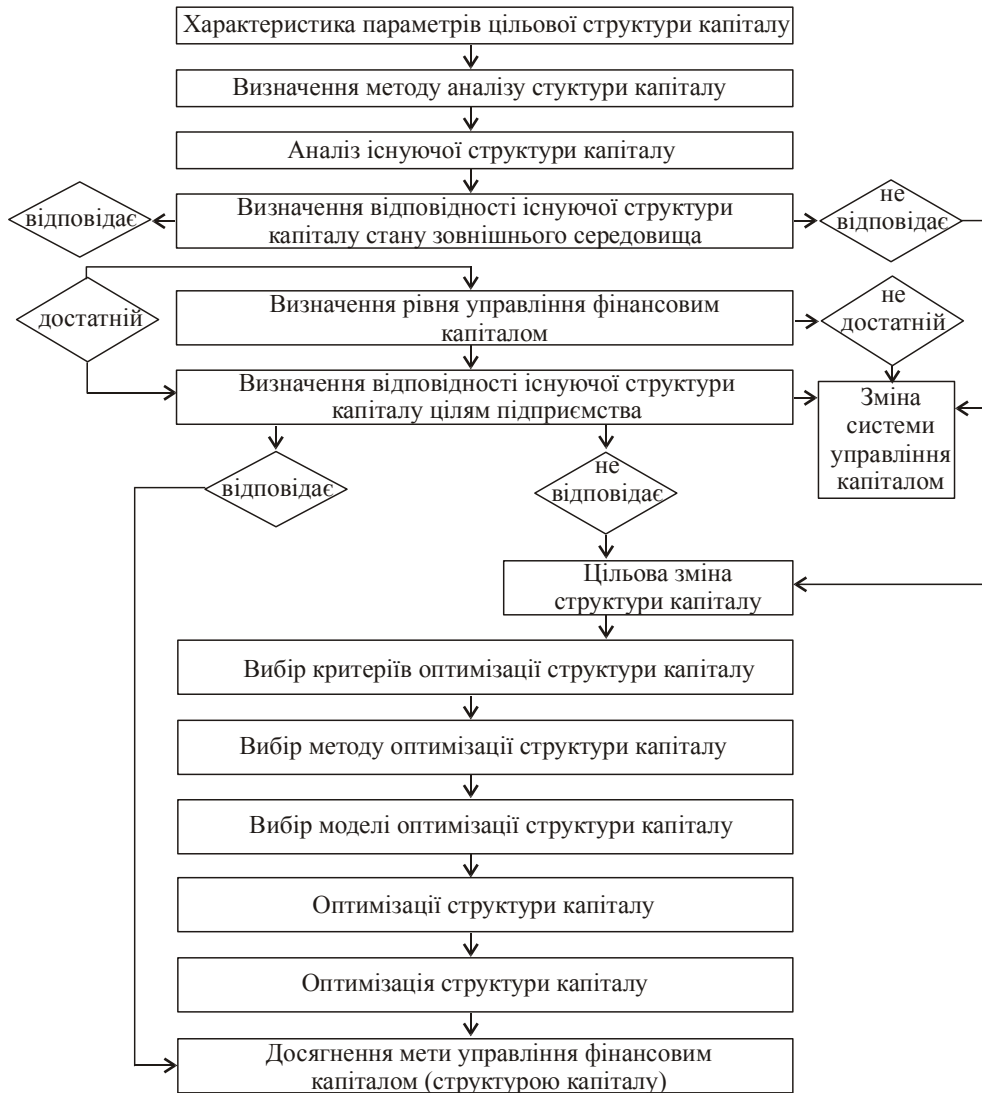 Характеристика параметрів цільової структури капіталу
Визначення методу аналізу стуктури капіталу
Аналіз існуючої структури капіталу
відповідає
Визначення відповідності існуючої структури
капіталу стану зовнішнього середовища
не
відповідає
достатній
Визначення рівня управління фінансовим
капіталом
не
достатній
Визначення відповідності існуючої структури
капіталу цілям підприємства
Зміна
системи
управління
капіталом
відповідає
не
відповідає
Цільова зміна
структури капіталу
Вибір критеріїв оптимізації структури капіталу
Вибір методу оптимізації структури капіталу
Вибір моделі оптимізації структури капіталу
Оптимізації структури капіталу
Оптимізація структури капіталу
Досягнення мети управління фінансовим
капіталом (структурою капіталу)